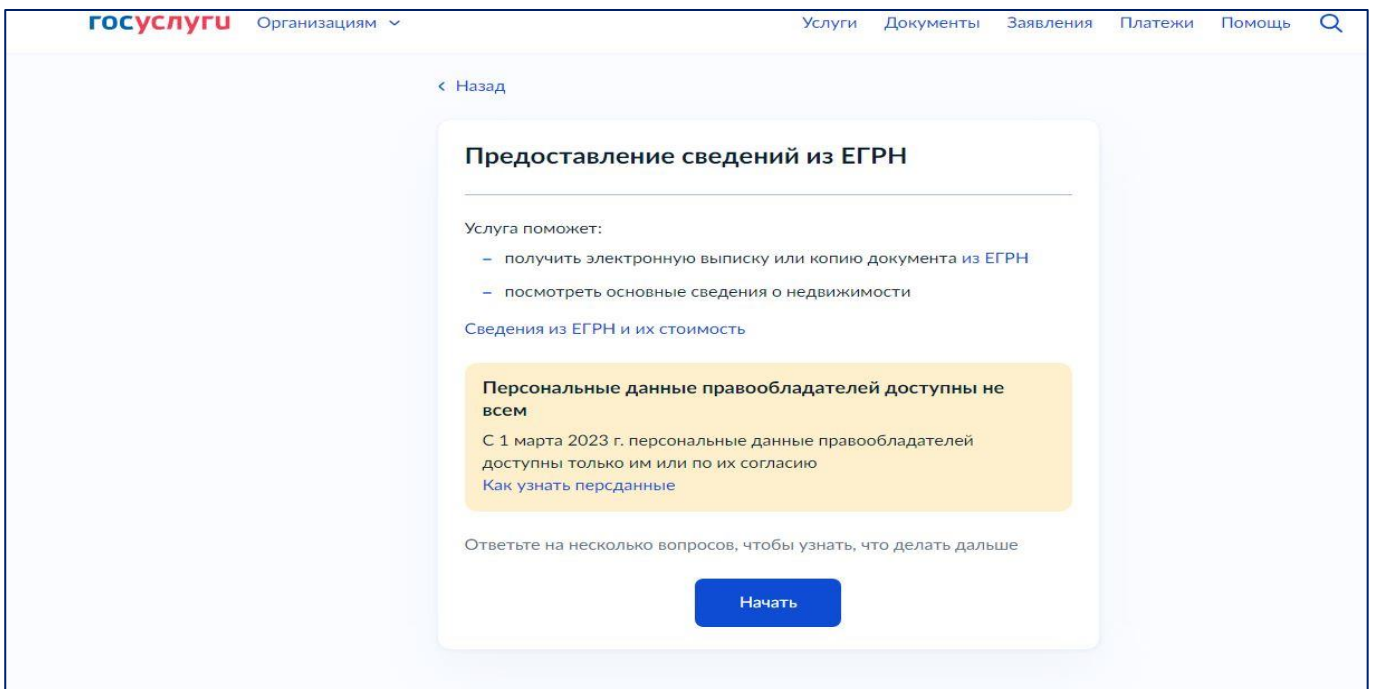 госуслуги Организациям Услуги Документы Заявления Платежи Помощь
Назад
Предоставление сведений из ЕГРН
Услуга поможет:
– получить электронную выписку или копию документа из ЕГРН
– посмотреть основные сведения о недвижимости
Сведения из ЕГРН и их стоимость
Персональные данные правообладателей доступны не
всем
С 1 марта 2023 г. персональные данные правообладателей
доступны только им или по их согласию
Как узнать персданные
Ответьте на несколько вопросов, чтобы узнать, что делать дальше
Начать